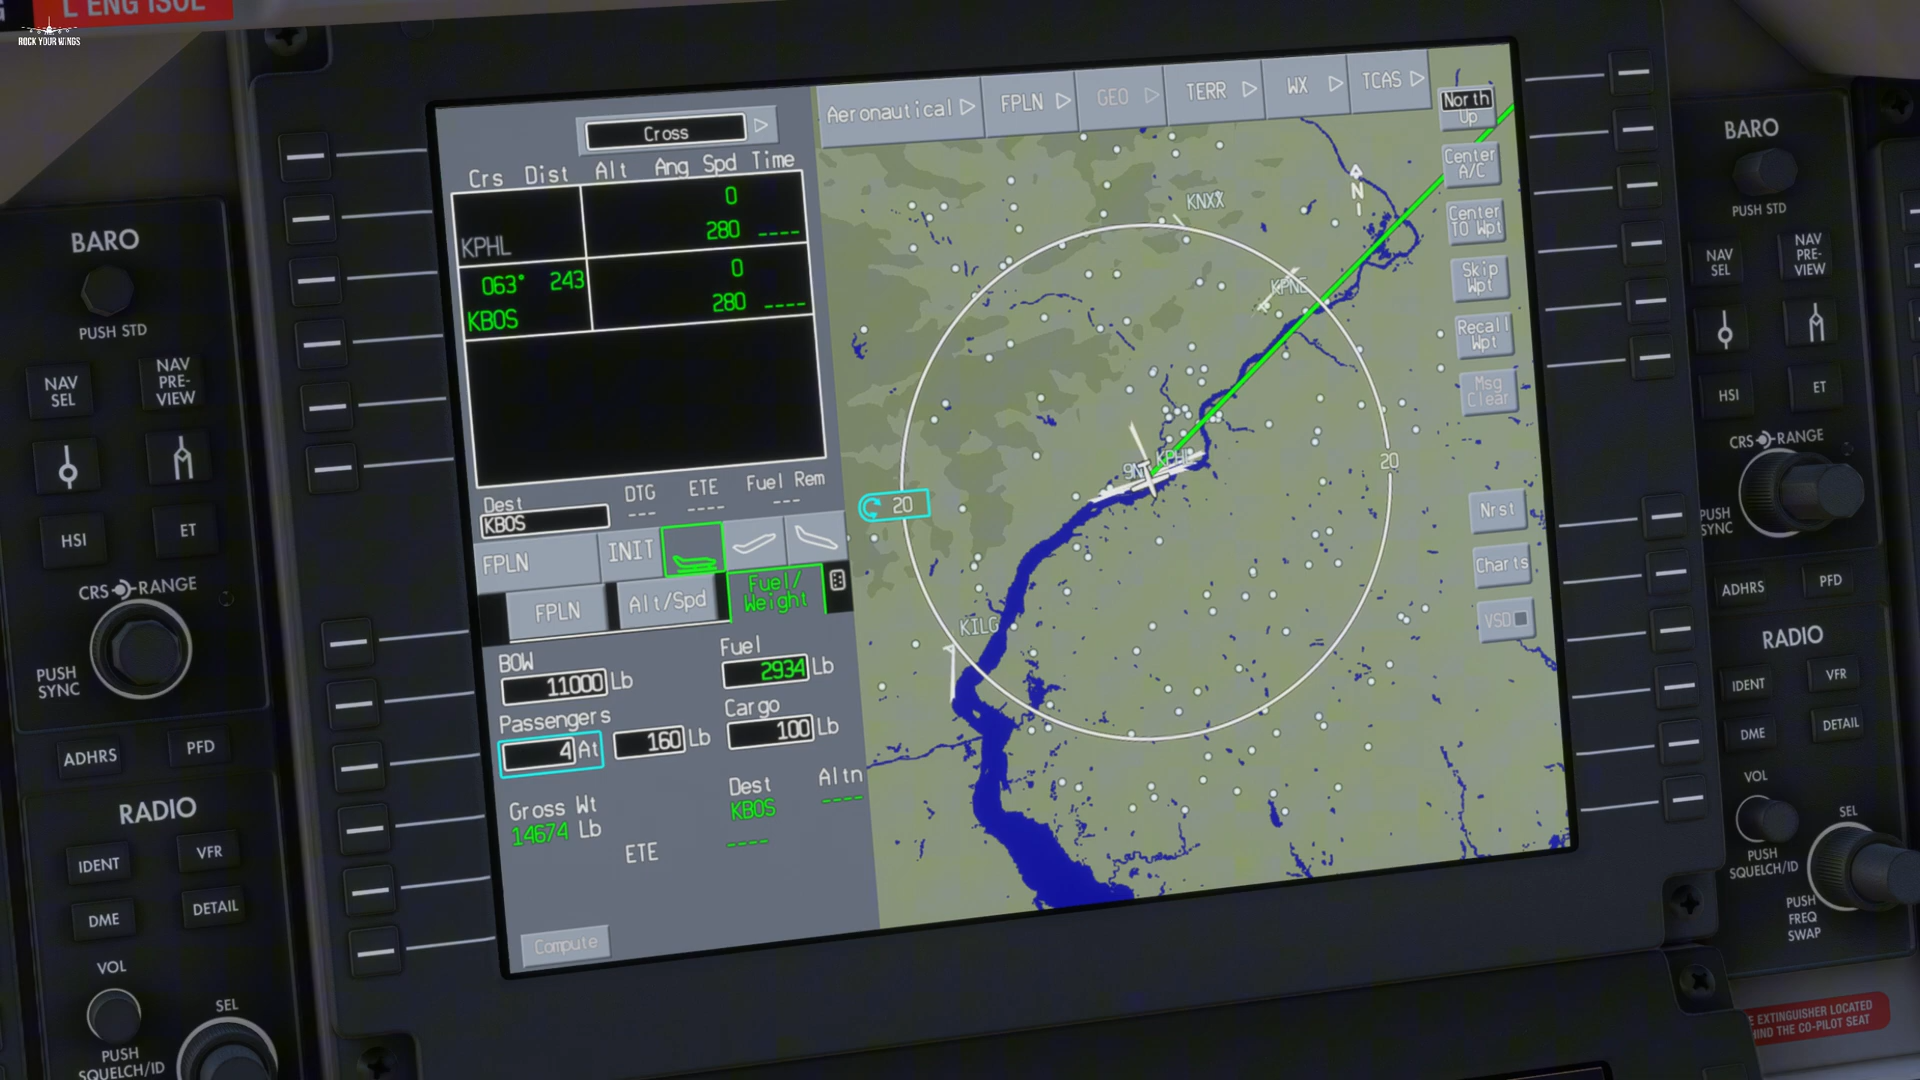 L ENG ISOL
ROCK YOUR WINGS
BARO
PUSH STD
NAV SEL
NAV PRE-VIEW
HSI
ET
CRS RANGE
PUSH SYNC
ADHRS
PFD
RADIO
IDENT
VFR
DME
DETAIL
VOL
SEL
PUSH SQUELCH/ID
Cross
Crs Dist Alt Ang Spd Time
0
KPHL 280 ----
063° 243 0
KBOS 280 ----
Dest DTG ETE Fuel Rem
KBOS --- ---- ---
FPLN INIT
FPLN Alt/Spd Fuel/Weight
BOW Fuel
11000 Lb 2934 Lb
Passengers Cargo
4 At 160 Lb 100 Lb
Gross Wt Dest Altn
14674 Lb KBOS ----
ETE ----
Compute
Aeronautical FPLN GEO TERR WX TCAS
North Up
Center A/C
Center TO Wpt
Skip Wpt
Recall Wpt
Msg Clear
Nrst
Charts
VSD
N
KNXX
KPNE
KPHL
KILG
20
20
BARO
PUSH STD
NAV SEL
NAV PRE-VIEW
HSI
ET
CRS RANGE
PUSH SYNC
ADHRS
PFD
RADIO
IDENT
VFR
DME
DETAIL
VOL
SEL
PUSH SQUELCH/ID
PUSH FREQ SWAP
EXTINGUISHER LOCATED
THE CO-PILOT SEAT